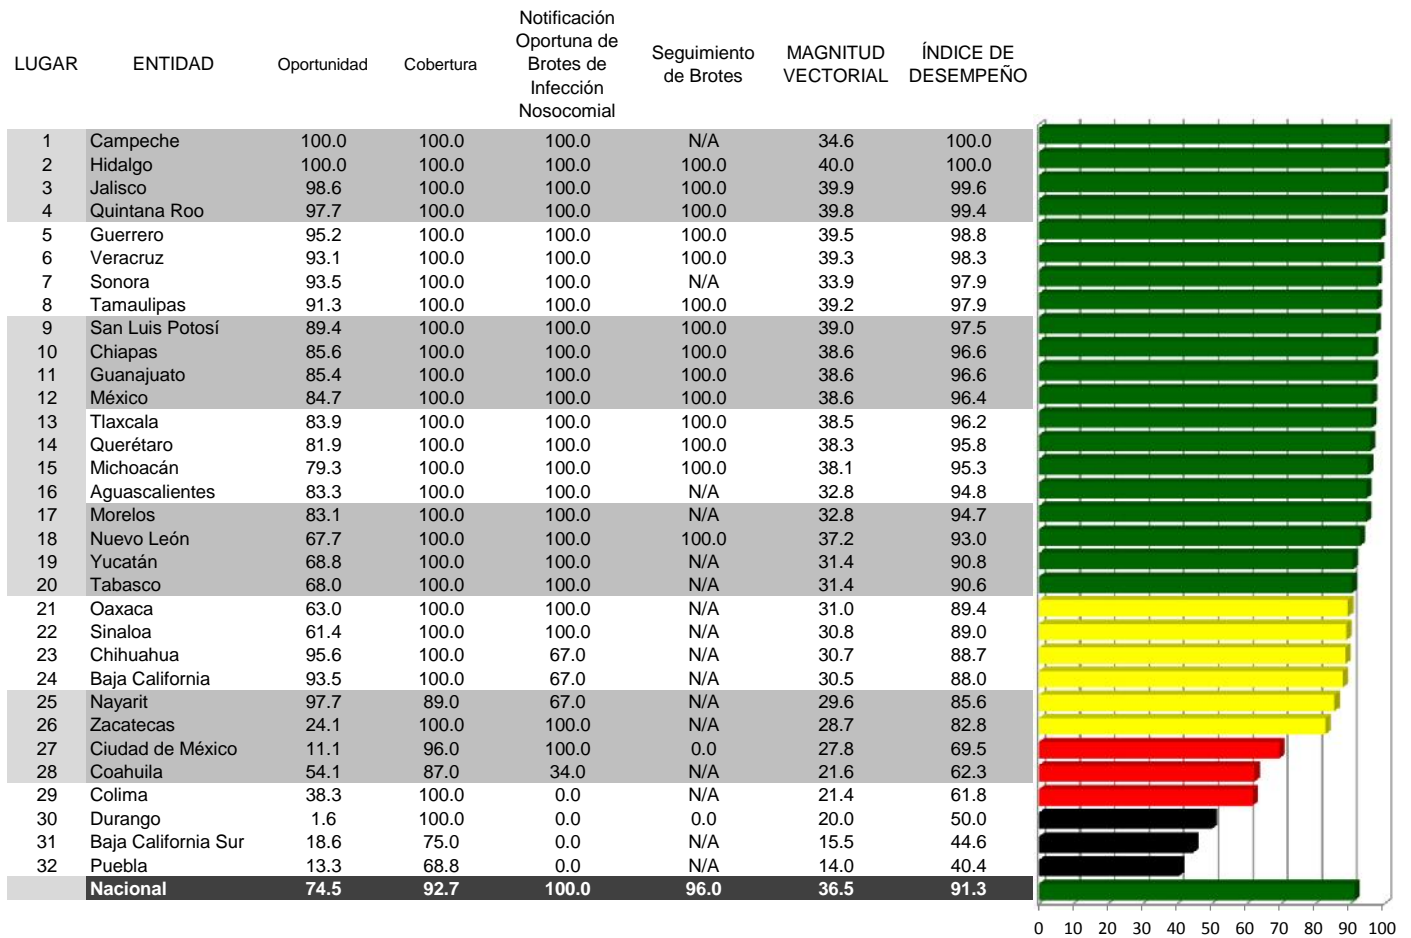 LUGAR ENTIDAD Oportunidad Cobertura Notificación Oportuna de Brotes de Infección Nosocomial Seguimiento de Brotes MAGNITUD VECTORIAL ÍNDICE DE DESEMPEÑO
1 Campeche 100.0 100.0 100.0 N/A 34.6 100.0
2 Hidalgo 100.0 100.0 100.0 100.0 40.0 100.0
3 Jalisco 98.6 100.0 100.0 100.0 39.9 99.6
4 Quintana Roo 97.7 100.0 100.0 100.0 39.8 99.4
5 Guerrero 95.2 100.0 100.0 100.0 39.5 98.8
6 Veracruz 93.1 100.0 100.0 100.0 39.3 98.3
7 Sonora 93.5 100.0 100.0 N/A 33.9 97.9
8 Tamaulipas 91.3 100.0 100.0 100.0 39.2 97.9
9 San Luis Potosí 89.4 100.0 100.0 100.0 39.0 97.5
10 Chiapas 85.6 100.0 100.0 100.0 38.6 96.6
11 Guanajuato 85.4 100.0 100.0 100.0 38.6 96.6
12 México 84.7 100.0 100.0 100.0 38.6 96.4
13 Tlaxcala 83.9 100.0 100.0 100.0 38.5 96.2
14 Querétaro 81.9 100.0 100.0 100.0 38.3 95.8
15 Michoacán 79.3 100.0 100.0 100.0 38.1 95.3
16 Aguascalientes 83.3 100.0 100.0 N/A 32.8 94.8
17 Morelos 83.1 100.0 100.0 N/A 32.8 94.7
18 Nuevo León 67.7 100.0 100.0 100.0 37.2 93.0
19 Yucatán 68.8 100.0 100.0 N/A 31.4 90.8
20 Tabasco 68.0 100.0 100.0 N/A 31.4 90.6
21 Oaxaca 63.0 100.0 100.0 N/A 31.0 89.4
22 Sinaloa 61.4 100.0 100.0 N/A 30.8 89.0
23 Chihuahua 95.6 100.0 67.0 N/A 30.7 88.7
24 Baja California 93.5 100.0 67.0 N/A 30.5 88.0
25 Nayarit 97.7 89.0 67.0 N/A 29.6 85.6
26 Zacatecas 24.1 100.0 100.0 N/A 28.7 82.8
27 Ciudad de México 11.1 96.0 100.0 0.0 27.8 69.5
28 Coahuila 54.1 87.0 34.0 N/A 21.6 62.3
29 Colima 38.3 100.0 0.0 N/A 21.4 61.8
30 Durango 1.6 100.0 0.0 0.0 20.0 50.0
31 Baja California Sur 18.6 75.0 0.0 N/A 15.5 44.6
32 Puebla 13.3 68.8 0.0 N/A 14.0 40.4
Nacional 74.5 92.7 100.0 96.0 36.5 91.3
0 10 20 30 40 50 60 70 80 90 100